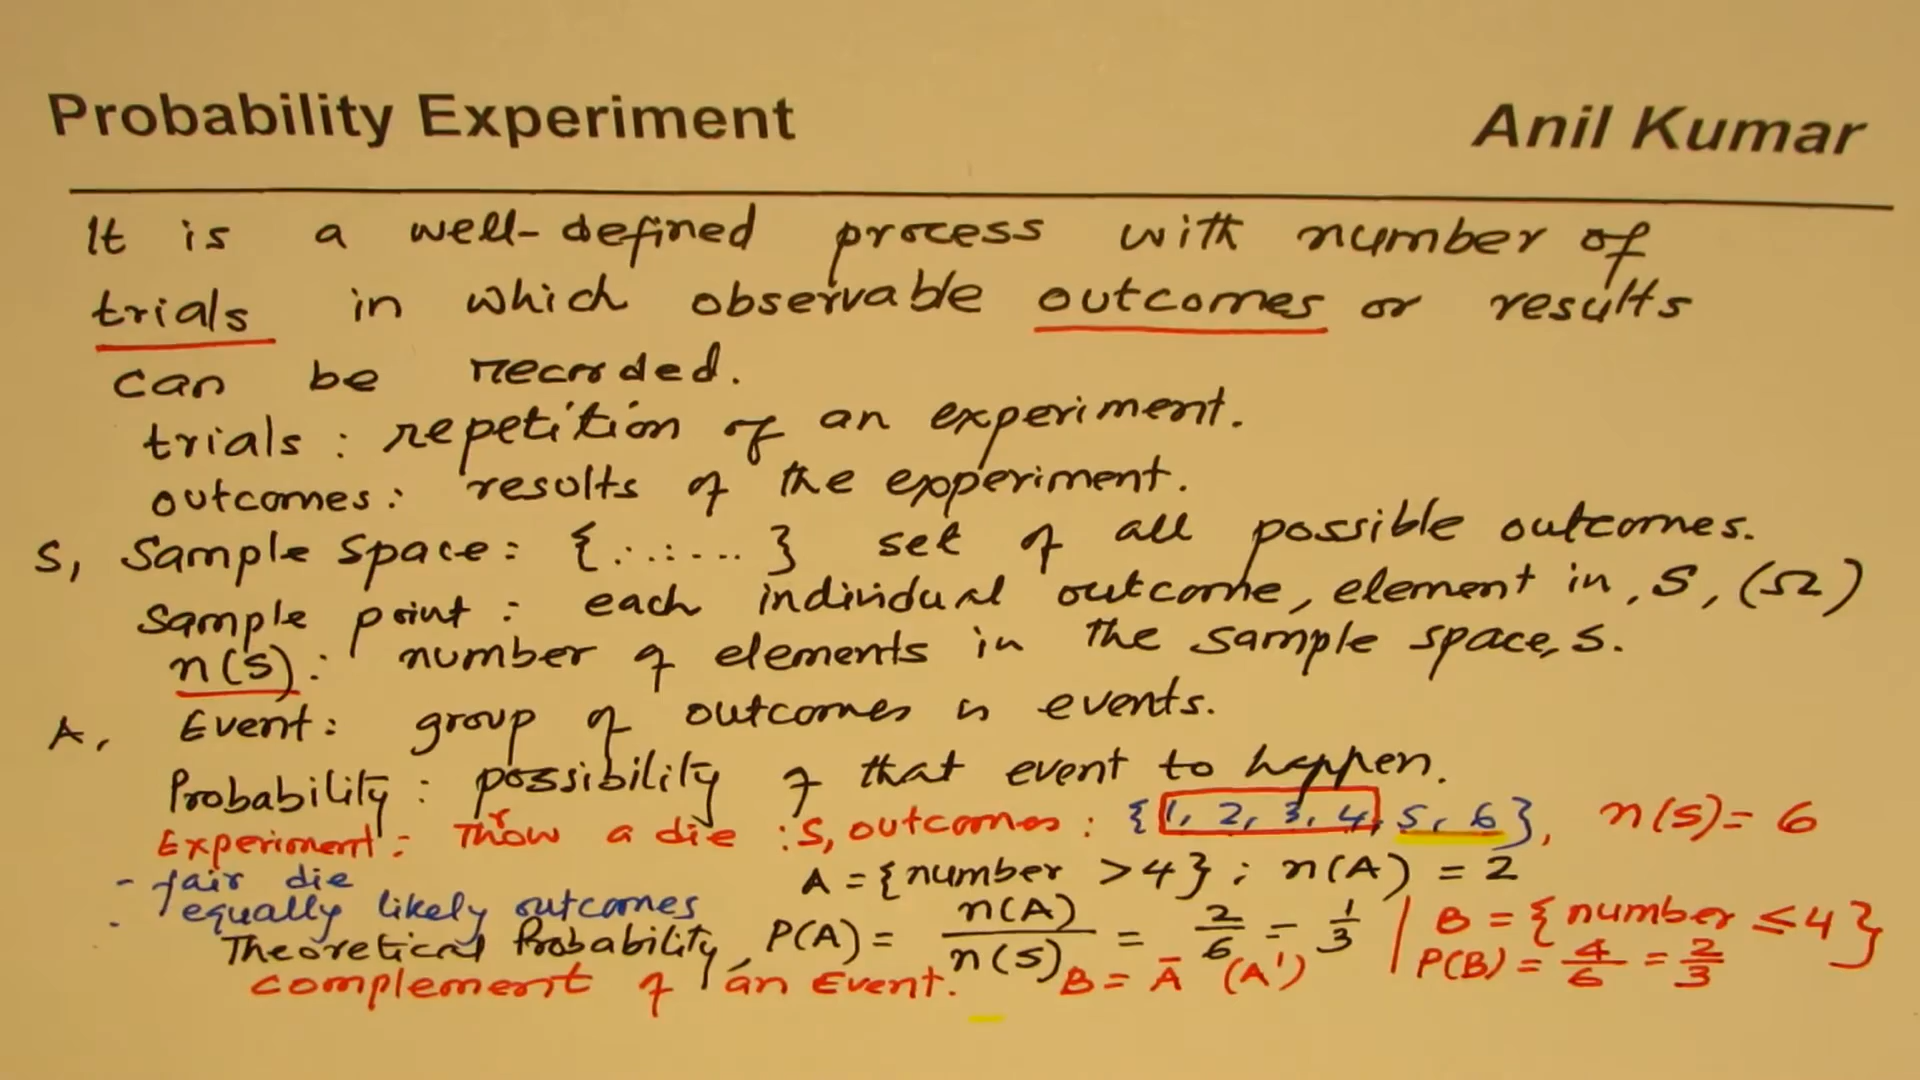 Probability Experiment Anil Kumar
It is a well-defined process with number of
trials in which observable outcomes or results
can be recorded.
trials : repetition of an experiment.
outcomes: results of the experiment.
S, Sample Space: {.......} set of all possible outcomes.
Sample point : each individual outcome, element in, S, (Ω)
n(S): number of elements in the sample space, S.
A, Event: group of outcomes is events.
Probability: possibility of that event to happen.
Experiment: Throw a die : S, outcomes: {1, 2, 3, 4, 5, 6}, n(S) = 6
- fair die A = {number > 4} ; n(A) = 2
- equally likely outcomes
Theoretical Probability, P(A) = n(A)/n(S) = 2/6 = 1/3 | B = {number ≤ 4}
P(B) = 4/6 = 2/3
complement of an Event. B = Ā (A')